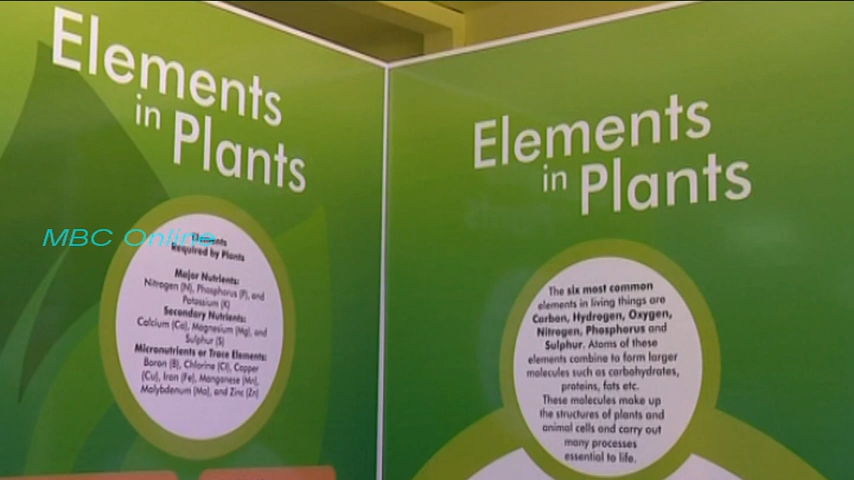 Elements
in Plants
MBC Online
Elements
Required by Plants
Major Nutrients:
Nitrogen (N), Phosphorus (P), and
Potassium (K)
Secondary Nutrients:
Calcium (Ca), Magnesium (Mg), and
Sulphur (S)
Micronutrients or Trace Elements:
Boron (B), Chlorine (Cl), Copper
(Cu), Iron (Fe), Manganese (Mn),
Molybdenum (Mo), and Zinc (Zn)
Elements
in Plants
The six most common
elements in living things are
Carbon, Hydrogen, Oxygen,
Nitrogen, Phosphorus and
Sulphur. Atoms of these
elements combine to form larger
molecules such as carbohydrates,
proteins, fats etc.
These molecules make up
the structures of plants and
animal cells and carry out
many processes
essential to life.